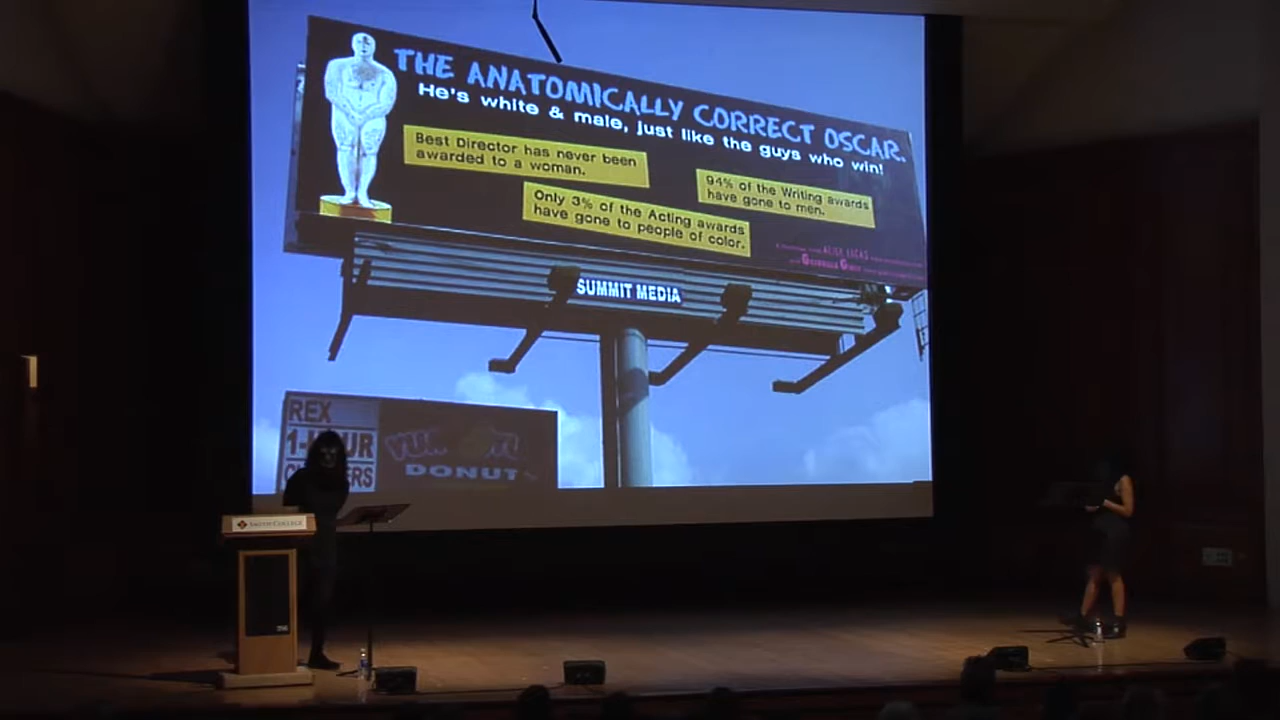 THE ANATOMICALLY CORRECT OSCAR.
He's white & male, just like the guys who win!
Best Director has never been
awarded to a woman.
94% of the Writing awards
have gone to men.
Only 3% of the Acting awards
have gone to people of color.
SUMMIT MEDIA
REX
DONUT
SMITH COLLEGE